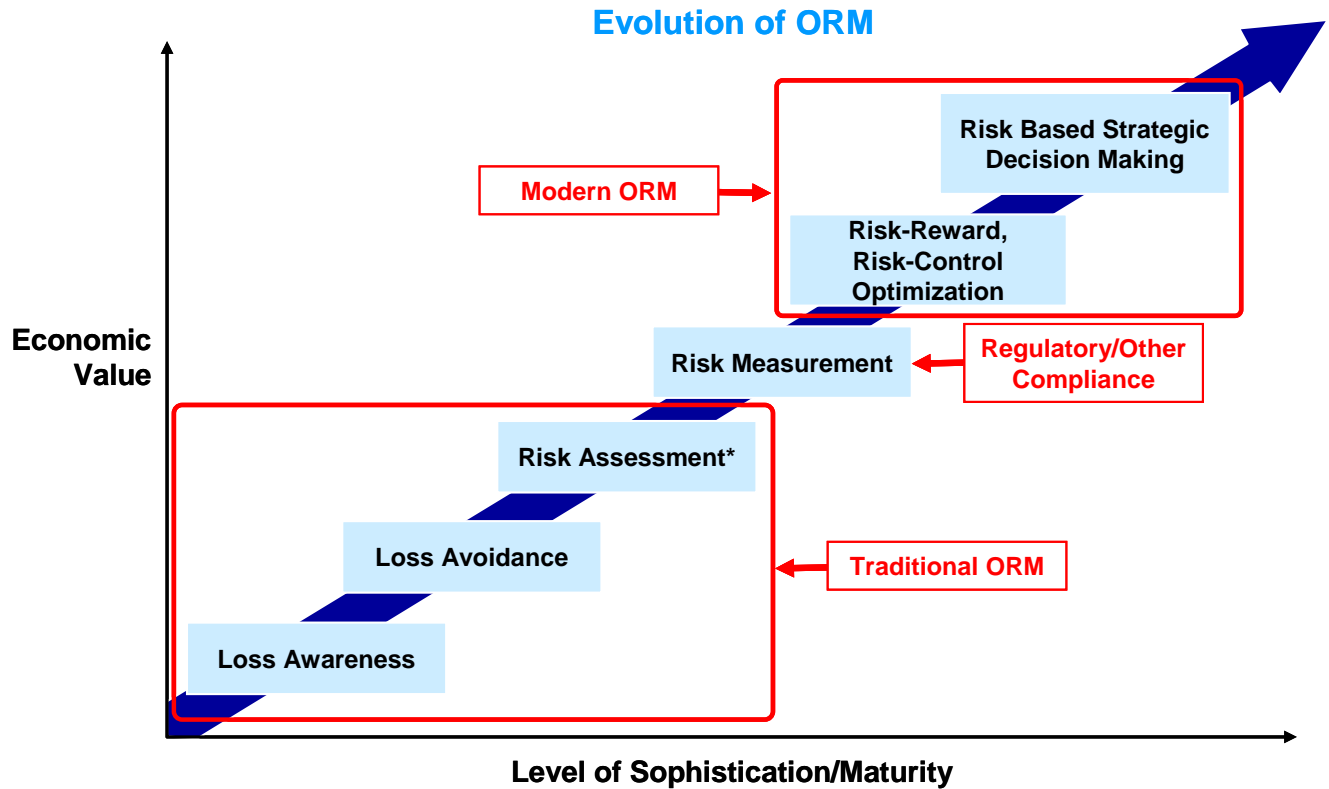 Evolution of ORM
Risk Based Strategic
Decision Making
Modern ORM
Risk-Reward,
Risk-Control
Optimization
Economic
Value
Risk Measurement
Regulatory/Other
Compliance
Risk Assessment*
Loss Avoidance
Traditional ORM
Loss Awareness
Level of Sophistication/Maturity